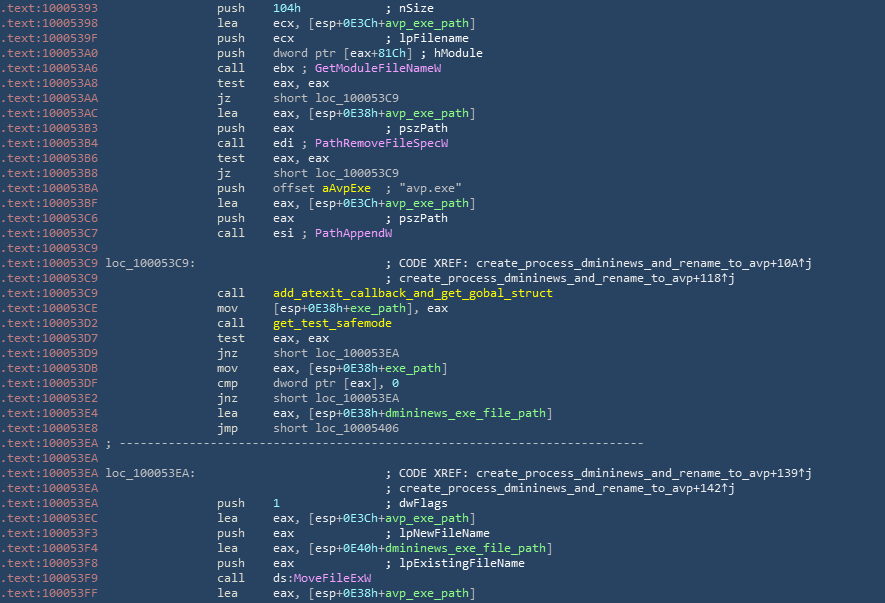 .text:10005393 push 104h ; nSize
.text:10005398 lea ecx, [esp+0E3Ch+avp_exe_path]
.text:1000539F push ecx ; lpFilename
.text:100053A0 push dword ptr [eax+81Ch] ; hModule
.text:100053A6 call ebx ; GetModuleFileNameW
.text:100053A8 test eax, eax
.text:100053AA jz short loc_100053C9
.text:100053AC lea eax, [esp+0E38h+avp_exe_path]
.text:100053B3 push eax ; pszPath
.text:100053B4 call edi ; PathRemoveFileSpecW
.text:100053B6 test eax, eax
.text:100053B8 jz short loc_100053C9
.text:100053BA push offset aAvpExe ; "avp.exe"
.text:100053BF lea eax, [esp+0E3Ch+avp_exe_path]
.text:100053C6 push eax ; pszPath
.text:100053C7 call esi ; PathAppendW
.text:100053C9
.text:100053C9 loc_100053C9: ; CODE XREF: create_process_dmininews_and_rename_to_avp+10A↑j
.text:100053C9 ; create_process_dmininews_and_rename_to_avp+118↑j
.text:100053C9 call add_atexit_callback_and_get_gobal_struct
.text:100053CE mov [esp+0E38h+exe_path], eax
.text:100053D2 call get_test_safemode
.text:100053D7 test eax, eax
.text:100053D9 jnz short loc_100053EA
.text:100053DB mov eax, [esp+0E38h+exe_path]
.text:100053DF cmp dword ptr [eax], 0
.text:100053E2 jnz short loc_100053EA
.text:100053E4 lea eax, [esp+0E38h+dmininews_exe_file_path]
.text:100053E8 jmp short loc_10005406
.text:100053EA ; ---------------------------------------------------------------------------
.text:100053EA
.text:100053EA loc_100053EA: ; CODE XREF: create_process_dmininews_and_rename_to_avp+139↑j
.text:100053EA ; create_process_dmininews_and_rename_to_avp+142↑j
.text:100053EA push 1 ; dwFlags
.text:100053EC lea eax, [esp+0E3Ch+avp_exe_path]
.text:100053F3 push eax ; lpNewFileName
.text:100053F4 lea eax, [esp+0E40h+dmininews_exe_file_path]
.text:100053F8 push eax ; lpExistingFileName
.text:100053F9 call ds:MoveFileExW
.text:100053FF lea eax, [esp+0E38h+avp_exe_path]